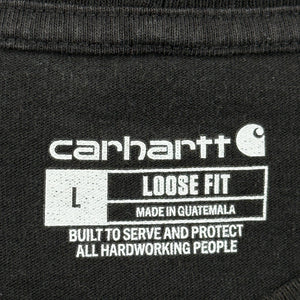 carhartt
L LOOSE FIT
MADE IN GUATEMALA
BUILT TO SERVE AND PROTECT
ALL HARDWORKING PEOPLE